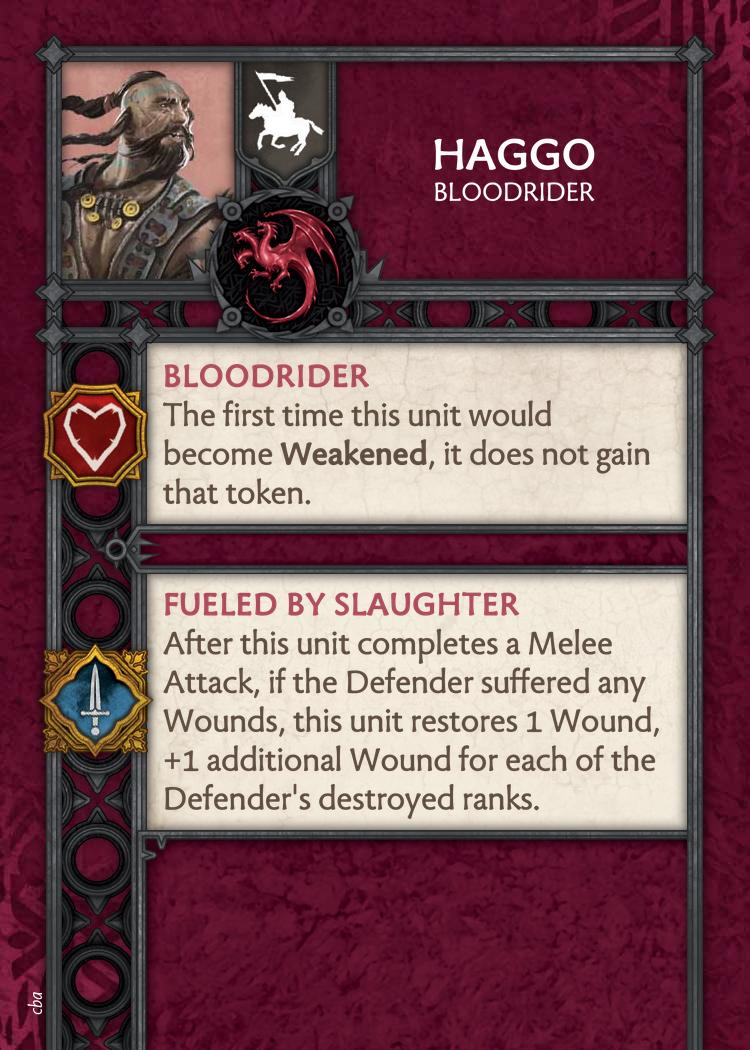 HAGGO
BLOODRIDER
BLOODRIDER
The first time this unit would
become Weakened, it does not gain
that token.
FUELED BY SLAUGHTER
After this unit completes a Melee
Attack, if the Defender suffered any
Wounds, this unit restores 1 Wound,
+1 additional Wound for each of the
Defender's destroyed ranks.
cba